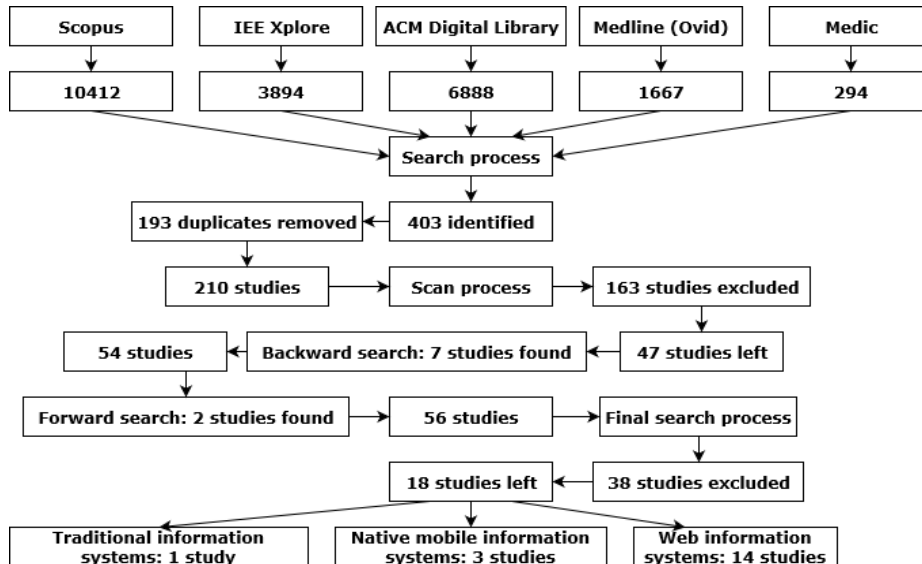 Scopus
IEE Xplore
ACM Digital Library
Medline (Ovid)
Medic
10412
3894
6888
1667
294
Search process
193 duplicates removed
403 identified
210 studies
Scan process
163 studies excluded
54 studies
Backward search: 7 studies found
47 studies left
Forward search: 2 studies found
56 studies
Final search process
18 studies left
38 studies excluded
Traditional information
systems: 1 study
Native mobile information
systems: 3 studies
Web information
systems: 14 studies